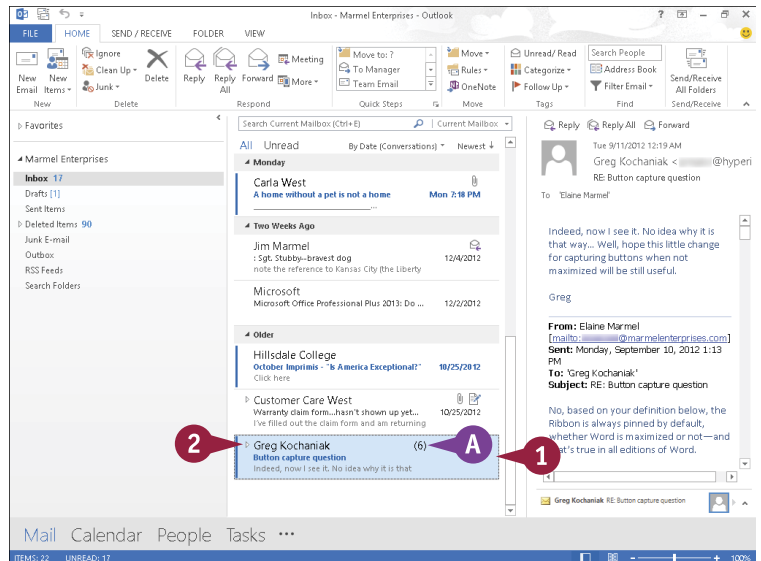 Inbox - Marmel Enterprises - Outlook
FILE HOME SEND / RECEIVE FOLDER VIEW
New Email
New Items
New
Ignore
Clean Up
Junk
Delete
Delete
Reply
Reply All
Forward
Meeting
More
Respond
Move to: ?
To Manager
Team Email
Quick Steps
Move
Rules
OneNote
Move
Unread/ Read
Categorize
Follow Up
Tags
Search People
Address Book
Filter Email
Find
Send/Receive All Folders
Send/Receive
Favorites
Marmel Enterprises
Inbox 17
Drafts [1]
Sent Items
Deleted Items 90
Junk E-mail
Outbox
RSS Feeds
Search Folders
Search Current Mailbox (Ctrl+E) Current Mailbox
All Unread By Date (Conversations) Newest ↓
Monday
Carla West
A home without a pet is not a home Mon 7:18 PM
...
Two Weeks Ago
Jim Marmel
: Sgt. Stubby--bravest dog 12/4/2012
note the reference to Kansas City (the Liberty
Microsoft
Microsoft Office Professional Plus 2013: Do ... 12/2/2012
Older
Hillsdale College
October Imprimis - "Is America Exceptional?" 10/25/2012
Click here
Customer Care West
Warranty claim form...hasn't shown up yet... 10/25/2012
I've filled out the claim form and am returning
2 Greg Kochaniak (6) A
Button capture question 1
Indeed, now I see it. No idea why it is that
Reply Reply All Forward
Tue 9/11/2012 12:19 AM
Greg Kochaniak < @hyperi
RE: Button capture question
To 'Elaine Marmel'
Indeed, now I see it. No idea why it is
that way... Well, hope this little change
for capturing buttons when not
maximized will be still useful.
Greg
From: Elaine Marmel
[mailto: @marmelenterprises.com]
Sent: Monday, September 10, 2012 1:13
PM
To: 'Greg Kochaniak'
Subject: RE: Button capture question
No, based on your definition below, the
Ribbon is always pinned by default,
whether Word is maximized or not—and
that's true in all editions of Word.
Greg Kochaniak RE: Button capture question
Mail Calendar People Tasks •••
ITEMS: 22 UNREAD: 17 100%